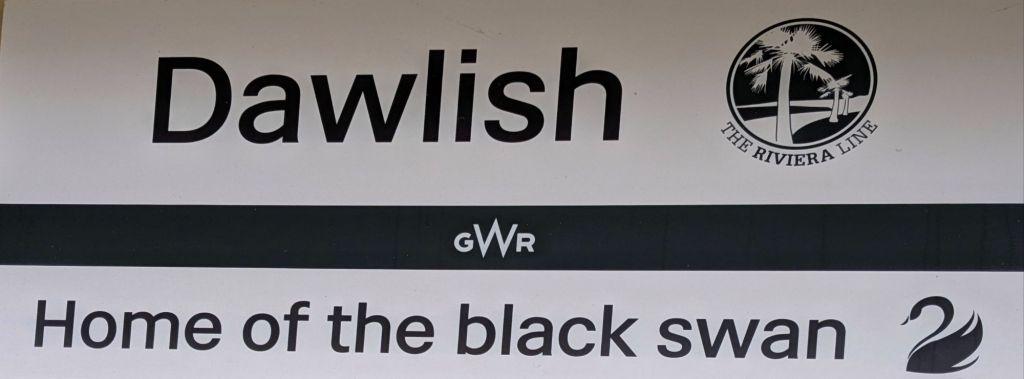 Dawlish
THE RIVIERA LINE
GWR
Home of the black swan